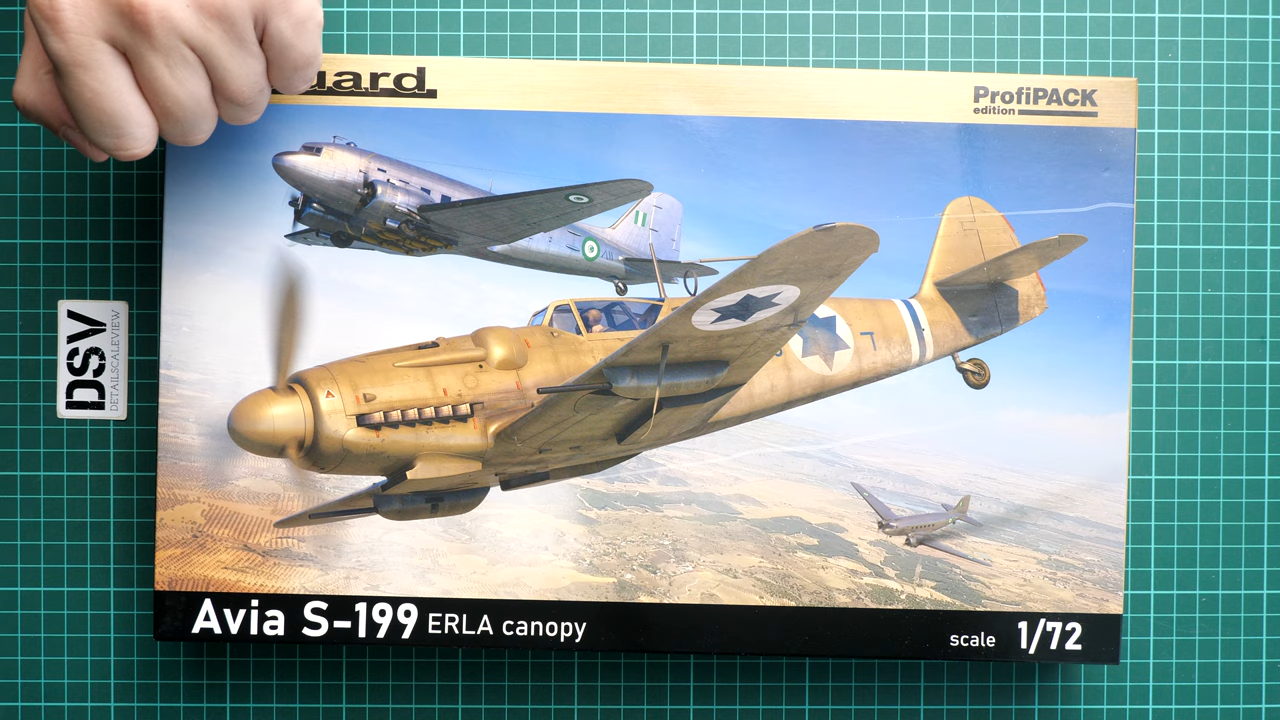 uard
ProfiPACK
edition
DSV
DETAILSCALEVIEW
Avia S-199 ERLA canopy
scale 1/72